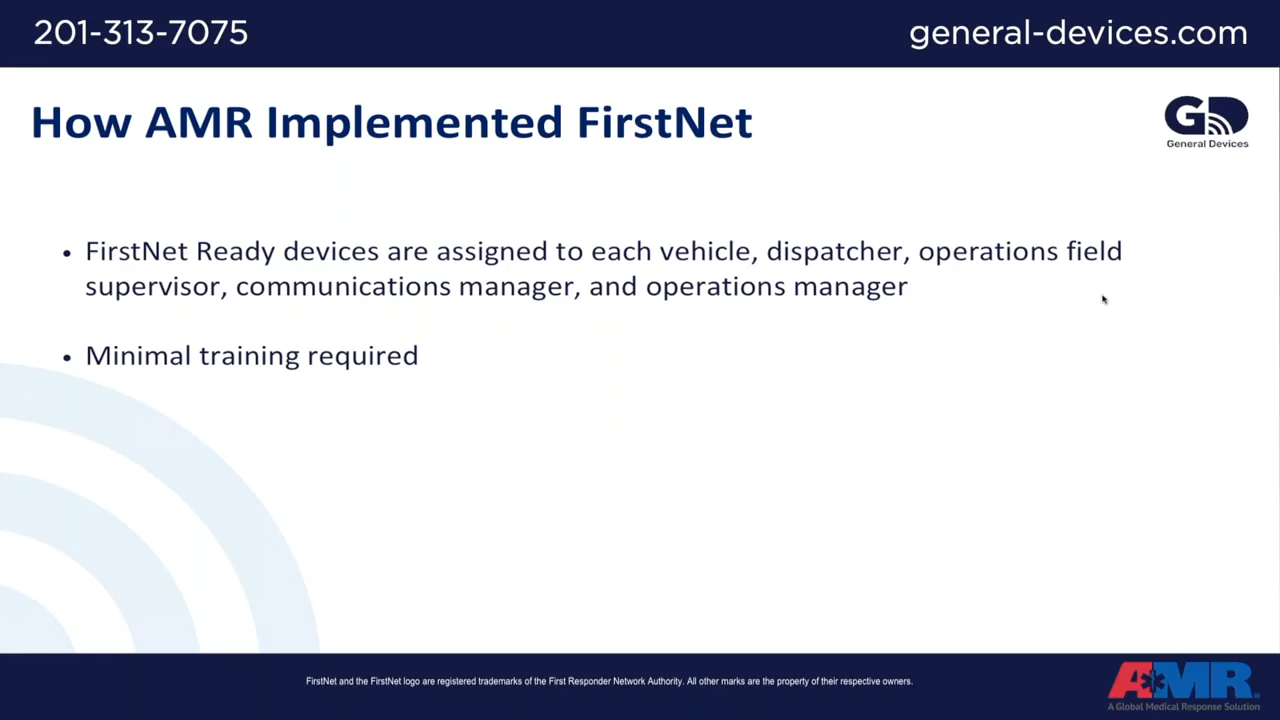 201-313-7075
general-devices.com
How AMR Implemented FirstNet
GD
General Devices
• FirstNet Ready devices are assigned to each vehicle, dispatcher, operations field
supervisor, communications manager, and operations manager
• Minimal training required
FirstNet and the FirstNet logo are registered trademarks of the First Responder Network Authority. All other marks are the property of their respective owners.
AMR®
A Global Medical Response Solution